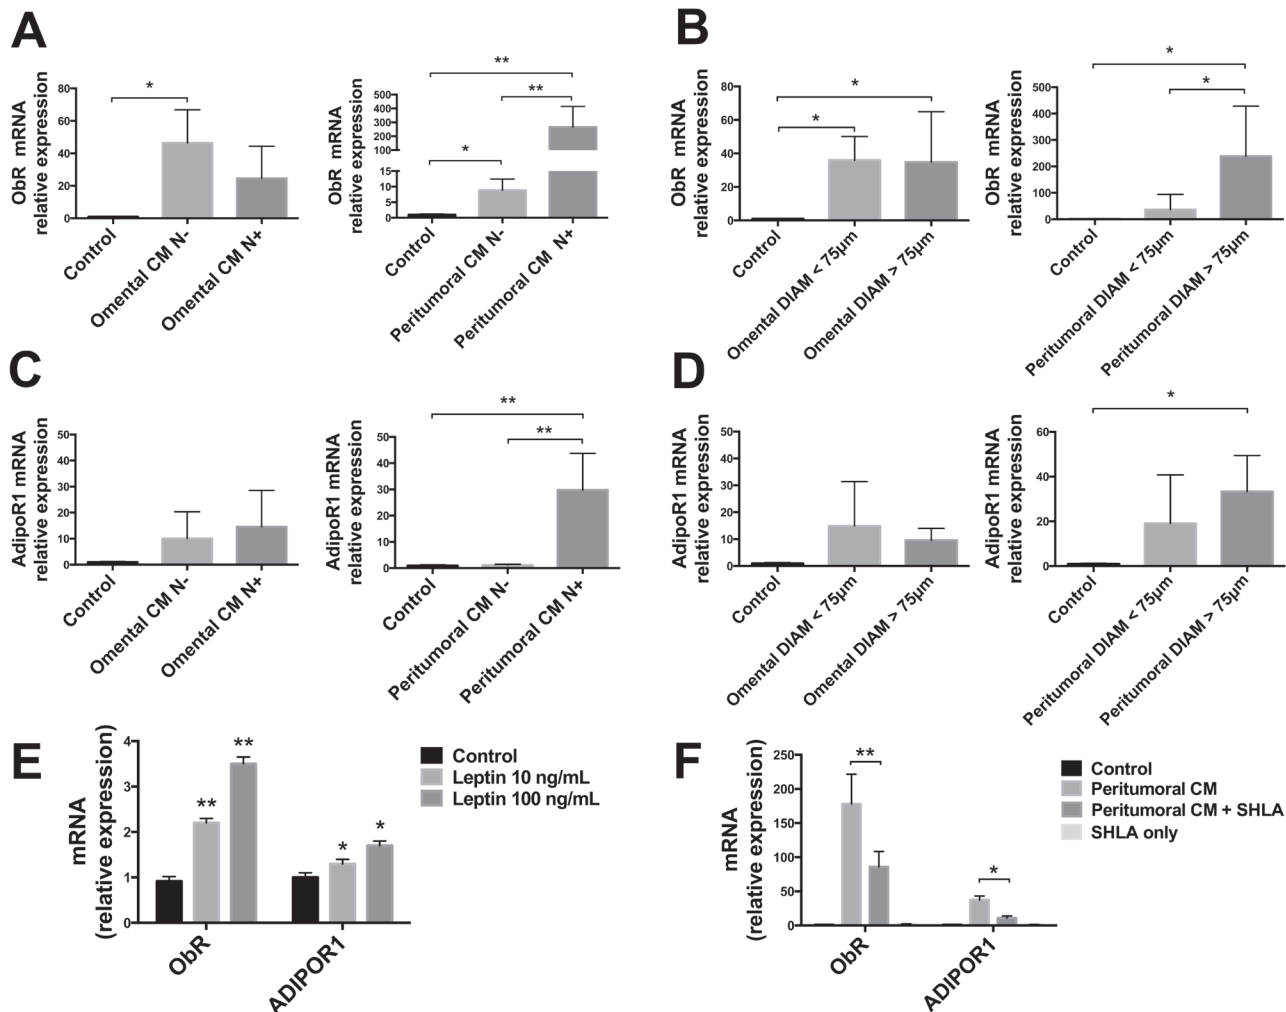 A
ObR mRNA
relative expression
80
60
40
20
0
*
Control
Omental CM N-
Omental CM N+
ObR mRNA
relative expression
500
400
300
200
100
15
10
5
0
*
**
**
Control
Peritumoral CM N-
Peritumoral CM N+
B
ObR mRNA
relative expression
80
60
40
20
0
*
*
Control
Omental DIAM < 75µm
Omental DIAM > 75µm
ObR mRNA
relative expression
500
400
300
200
100
0
*
*
Control
Peritumoral DIAM < 75µm
Peritumoral DIAM > 75µm
C
AdipoR1 mRNA
relative expression
50
40
30
20
10
0
Control
Omental CM N-
Omental CM N+
AdipoR1 mRNA
relative expression
50
40
30
20
10
0
**
**
Control
Peritumoral CM N-
Peritumoral CM N+
D
AdipoR1 mRNA
relative expression
50
40
30
20
10
0
Control
Omental DIAM < 75µm
Omental DIAM > 75µm
AdipoR1 mRNA
relative expression
60
40
20
0
*
Control
Peritumoral DIAM < 75µm
Peritumoral DIAM > 75µm
E
mRNA
(relative expression)
4
3
2
1
0
**
**
*
*
ObR
ADIPOR1
Control
Leptin 10 ng/mL
Leptin 100 ng/mL
F
mRNA
(relative expression)
250
200
150
100
50
0
**
*
ObR
ADIPOR1
Control
Peritumoral CM
Peritumoral CM + SHLA
SHLA only